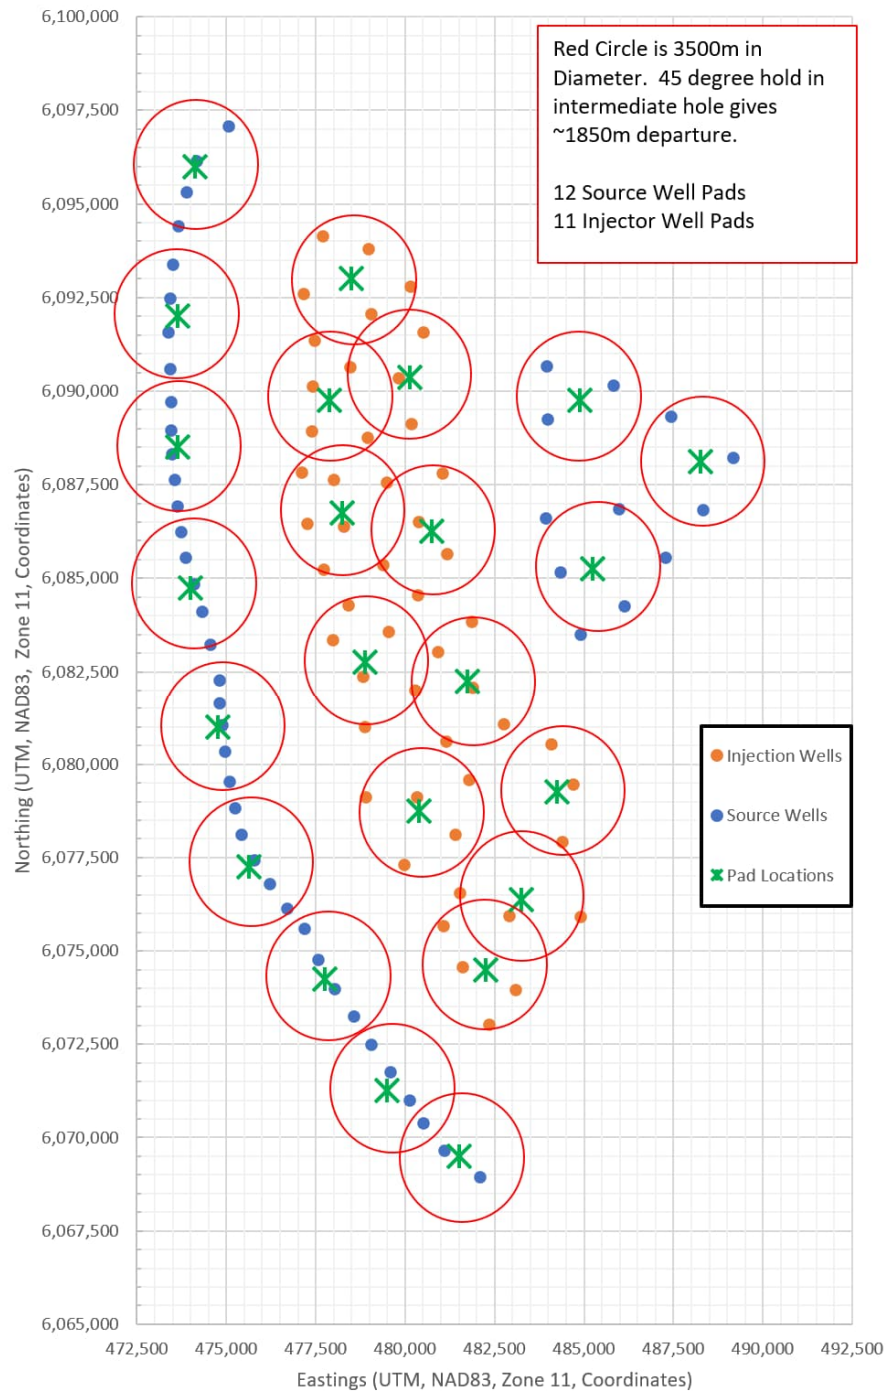 6,100,000
6,097,500
6,095,000
6,092,500
6,090,000
6,087,500
6,085,000
6,082,500
6,080,000
6,077,500
6,075,000
6,072,500
6,070,000
6,067,500
6,065,000
Northing (UTM, NAD83,  Zone 11, Coordinates)
Red Circle is 3500m in
Diameter.  45 degree hold in
intermediate hole gives
~1850m departure.
12 Source Well Pads
11 Injector Well Pads
Injection Wells
Source Wells
Pad Locations
472,500 475,000 477,500 480,000 482,500 485,000 487,500 490,000 492,500
Eastings (UTM, NAD83, Zone 11, Coordinates)